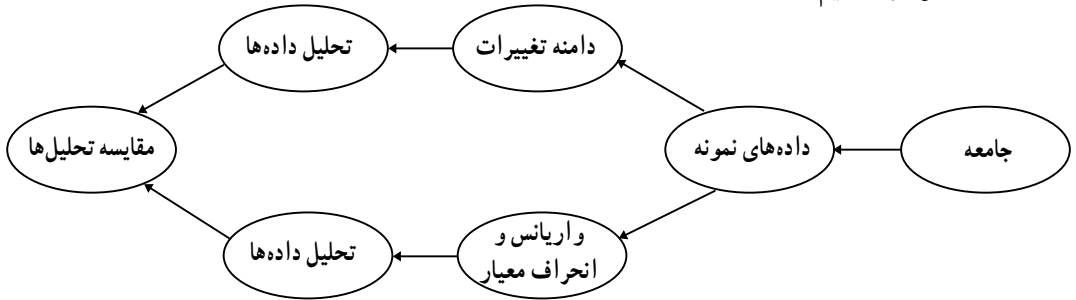 جامعه
داده‌های نمونه
دامنه تغییرات
تحلیل داده‌ها
واریانس و
انحراف معیار
تحلیل داده‌ها
مقایسه تحلیل‌ها